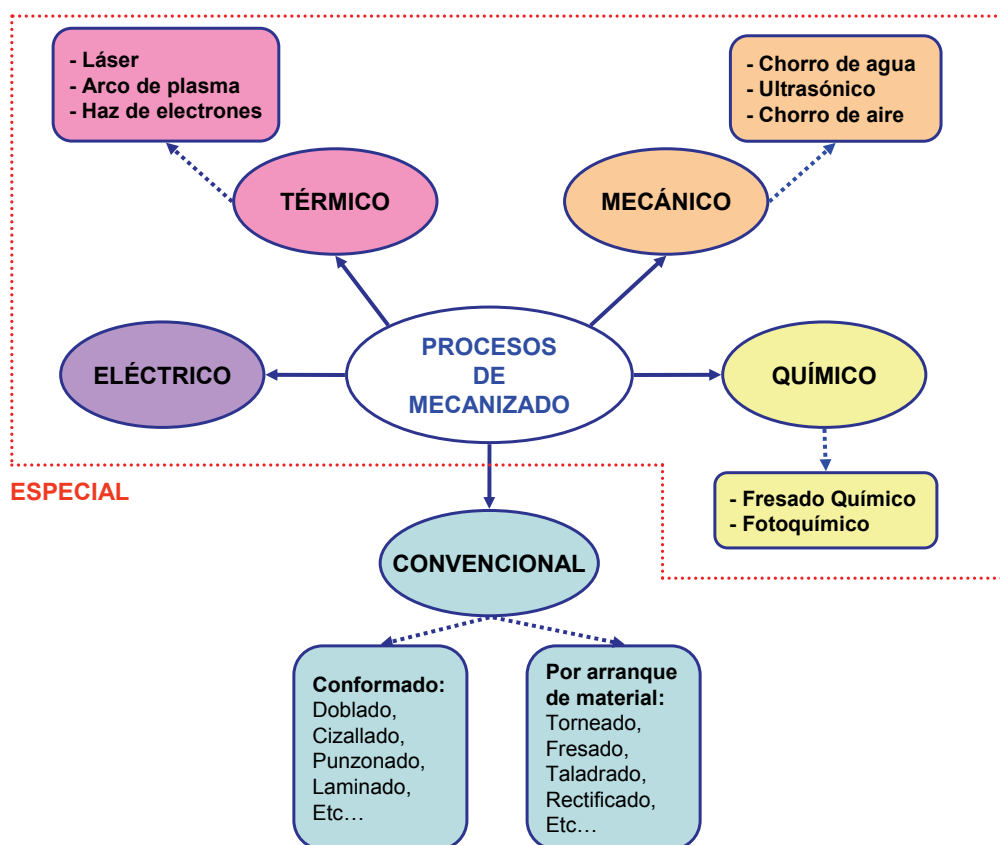 - Láser
- Arco de plasma
- Haz de electrones
- Chorro de agua
- Ultrasónico
- Chorro de aire
TÉRMICO
MECÁNICO
ELÉCTRICO
PROCESOS
DE
MECANIZADO
QUÍMICO
ESPECIAL
- Fresado Químico
- Fotoquímico
CONVENCIONAL
Conformado:
Doblado,
Cizallado,
Punzonado,
Laminado,
Etc…
Por arranque
de material:
Torneado,
Fresado,
Taladrado,
Rectificado,
Etc…